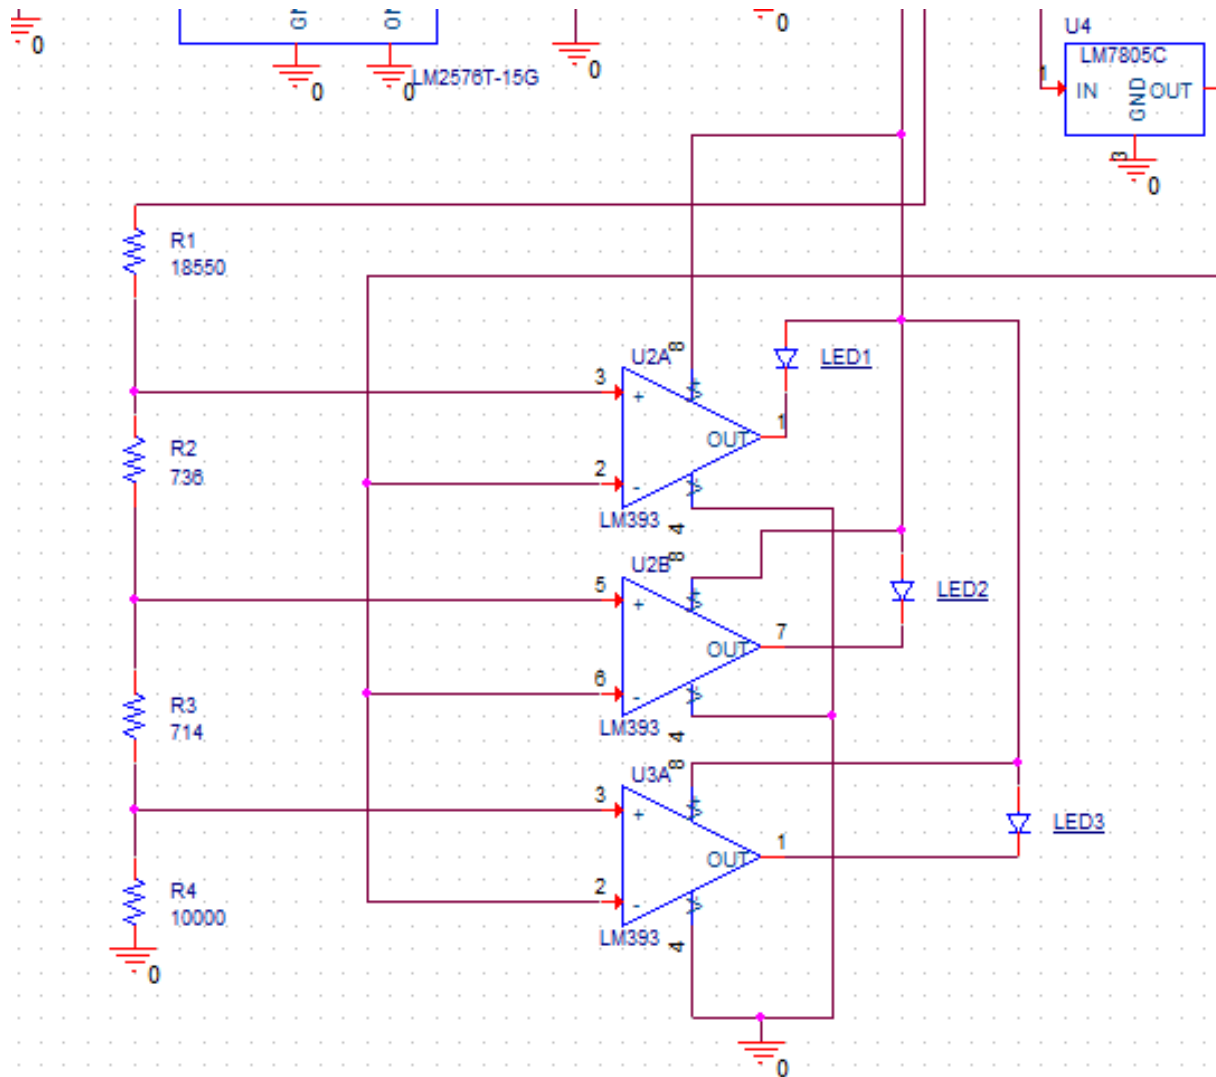 0
GND
GND
0
0
0
LM2576T-15G
0
U4
LM7805C
1
IN
GND
OUT
3
0
R1
18550
R2
736
R3
714
R4
10000
0
U2A
8
3
+
2
-
OUT
1
LM393
4
LED1
U2B
8
5
+
6
-
OUT
7
LM393
4
LED2
U3A
8
3
+
2
-
OUT
1
LM393
4
LED3
0